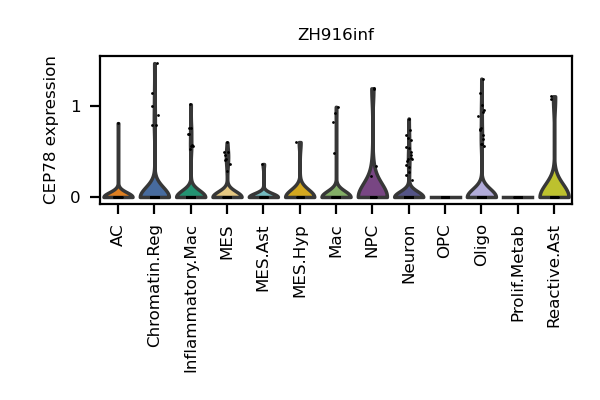 ZH916inf
CEP78 expression
1
0
AC
Chromatin.Reg
Inflammatory.Mac
MES
MES.Ast
MES.Hyp
Mac
NPC
Neuron
OPC
Oligo
Prolif.Metab
Reactive.Ast